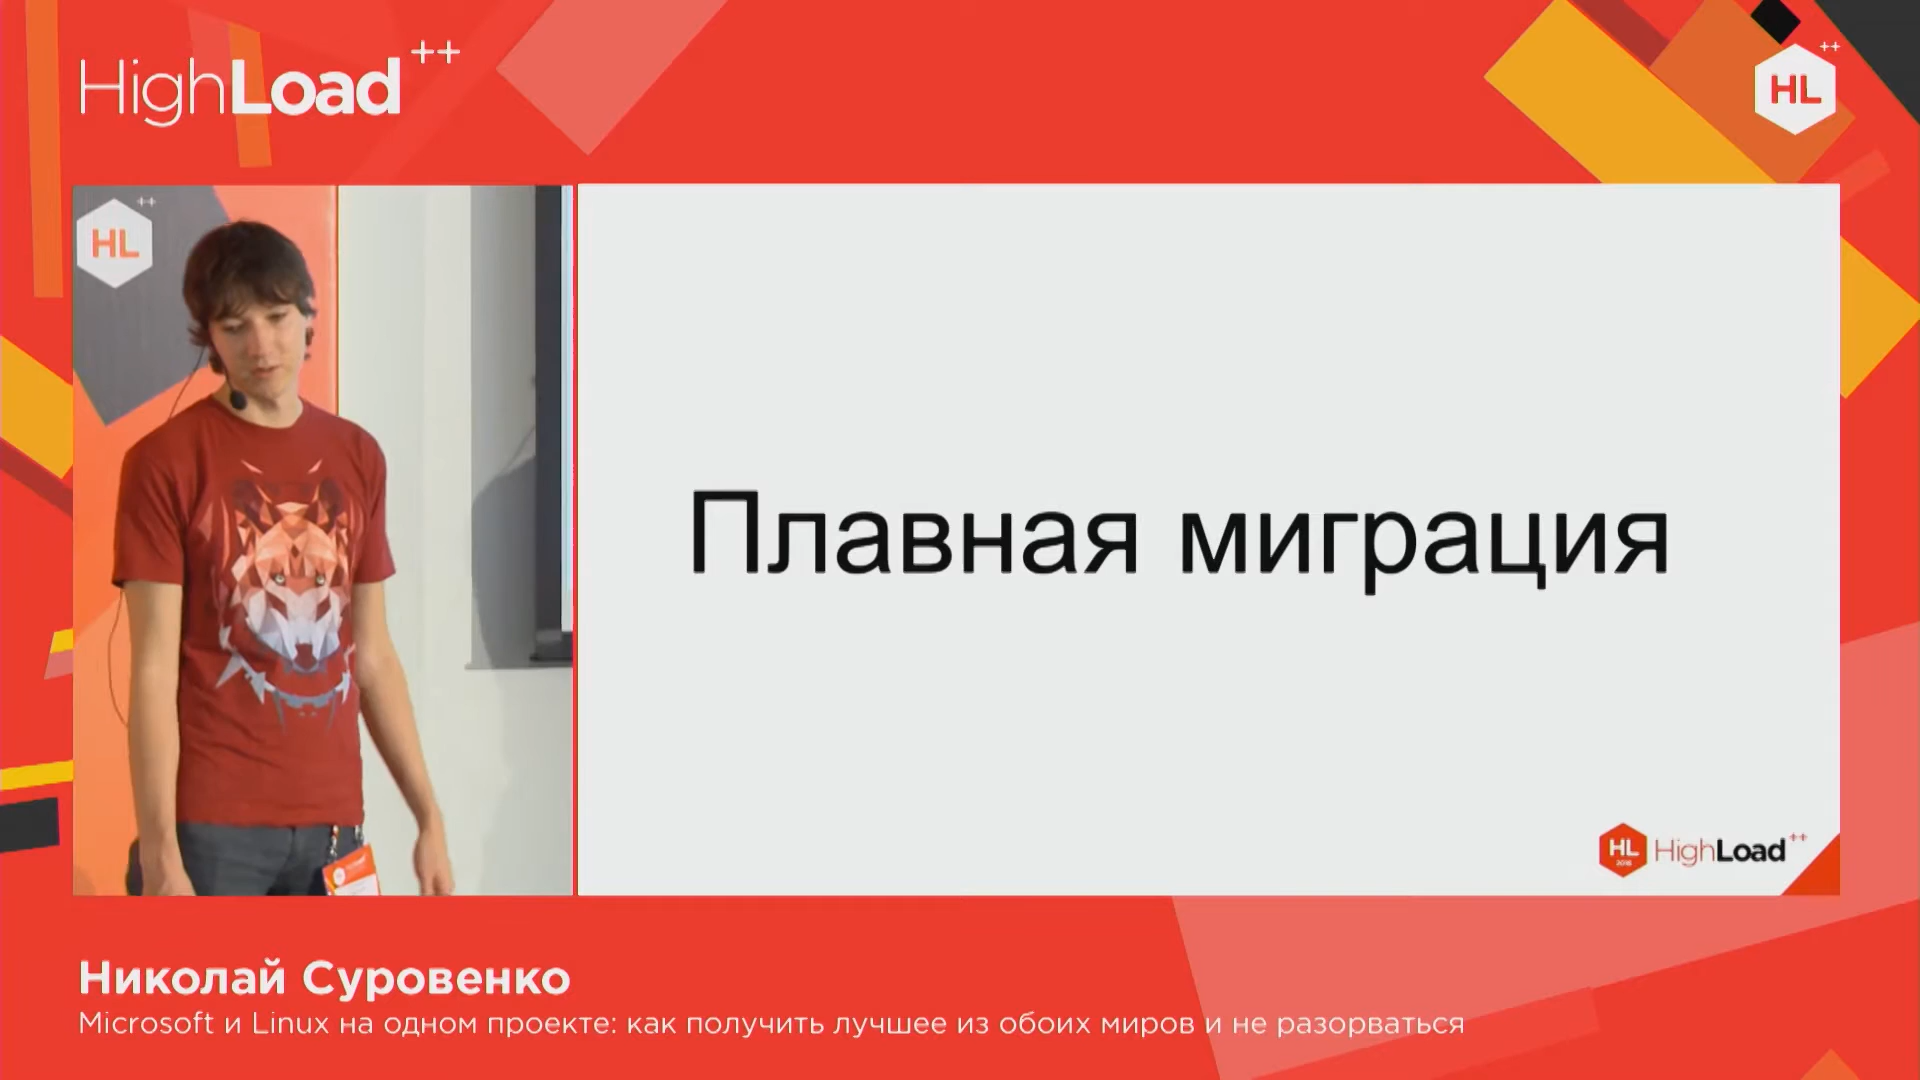 HighLoad++
HL++
HL++
Плавная миграция
HL 2016 HighLoad++
Николай Суровенко
Microsoft и Linux на одном проекте: как получить лучшее из обоих миров и не разорваться